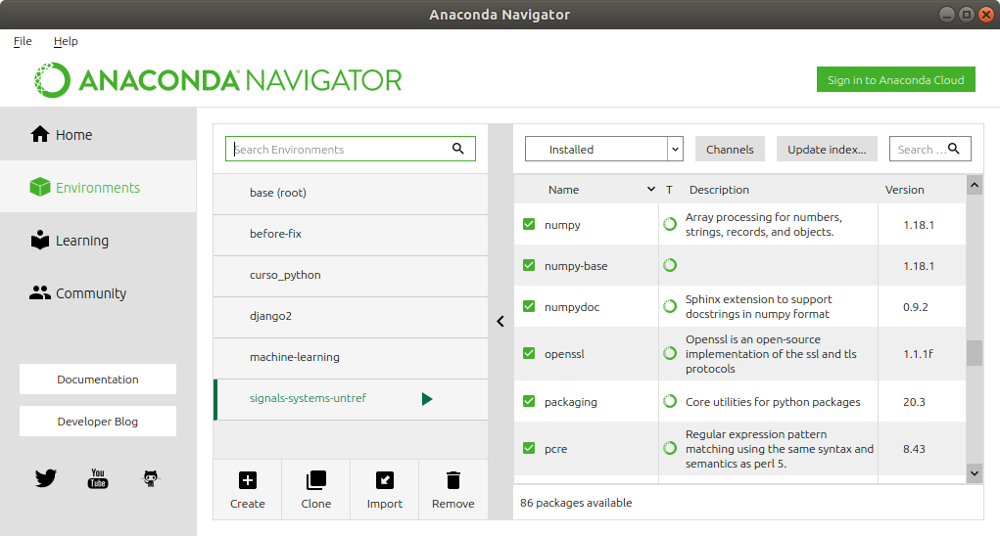 Anaconda Navigator
File Help
ANACONDA NAVIGATOR
Sign in to Anaconda Cloud
Home
Environments
Learning
Community
Documentation
Developer Blog
You
Tube
Search Environments
base (root)
before-fix
curso_python
django2
machine-learning
signals-systems-untref
Create Clone Import Remove
Installed Channels Update index... Search ...
Name T Description Version
numpy Array processing for numbers, 1.18.1
strings, records, and objects.
numpy-base 1.18.1
numpydoc Sphinx extension to support 0.9.2
docstrings in numpy format
openssl Openssl is an open-source 1.1.1f
implementation of the ssl and tls
protocols
packaging Core utilities for python packages 20.3
pcre Regular expression pattern 8.43
matching using the same syntax and
semantics as perl 5.
86 packages available